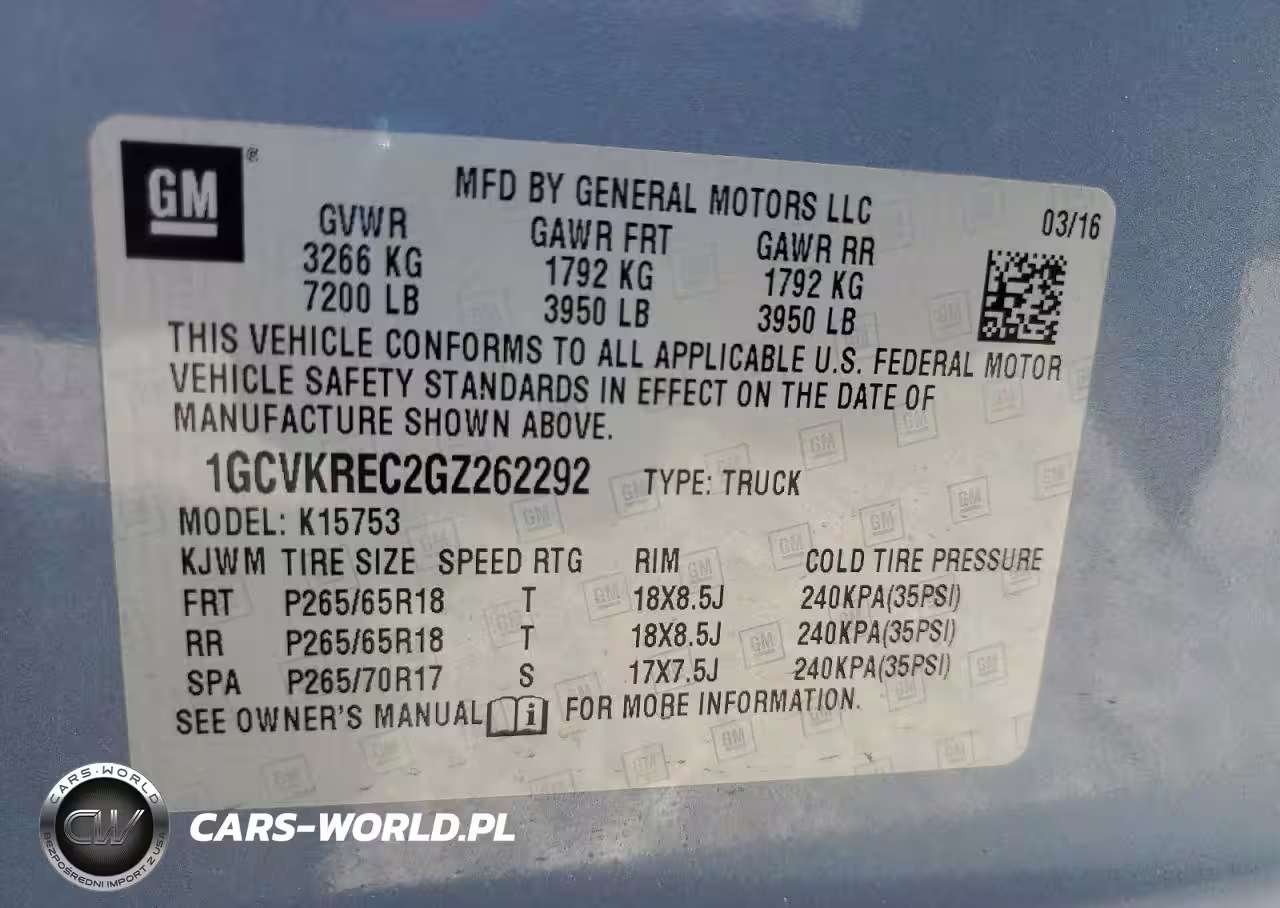 GM ®
MFD BY GENERAL MOTORS LLC
03/16
GVWR GAWR FRT GAWR RR
3266 KG 1792 KG 1792 KG
7200 LB 3950 LB 3950 LB
THIS VEHICLE CONFORMS TO ALL APPLICABLE U.S. FEDERAL MOTOR
VEHICLE SAFETY STANDARDS IN EFFECT ON THE DATE OF
MANUFACTURE SHOWN ABOVE.
1GCVKREC2GZ262292 TYPE: TRUCK
MODEL: K15753
KJWM TIRE SIZE SPEED RTG RIM COLD TIRE PRESSURE
FRT P265/65R18 T 18X8.5J 240KPA(35PSI)
RR P265/65R18 T 18X8.5J 240KPA(35PSI)
SPA P265/70R17 S 17X7.5J 240KPA(35PSI)
SEE OWNER'S MANUAL i FOR MORE INFORMATION.
CARS-WORLD
CW
BEZPOŚREDNI IMPORT Z USA
CARS-WORLD.PL